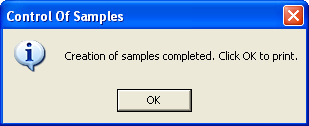 Control Of Samples
Creation of samples completed. Click OK to print.
OK